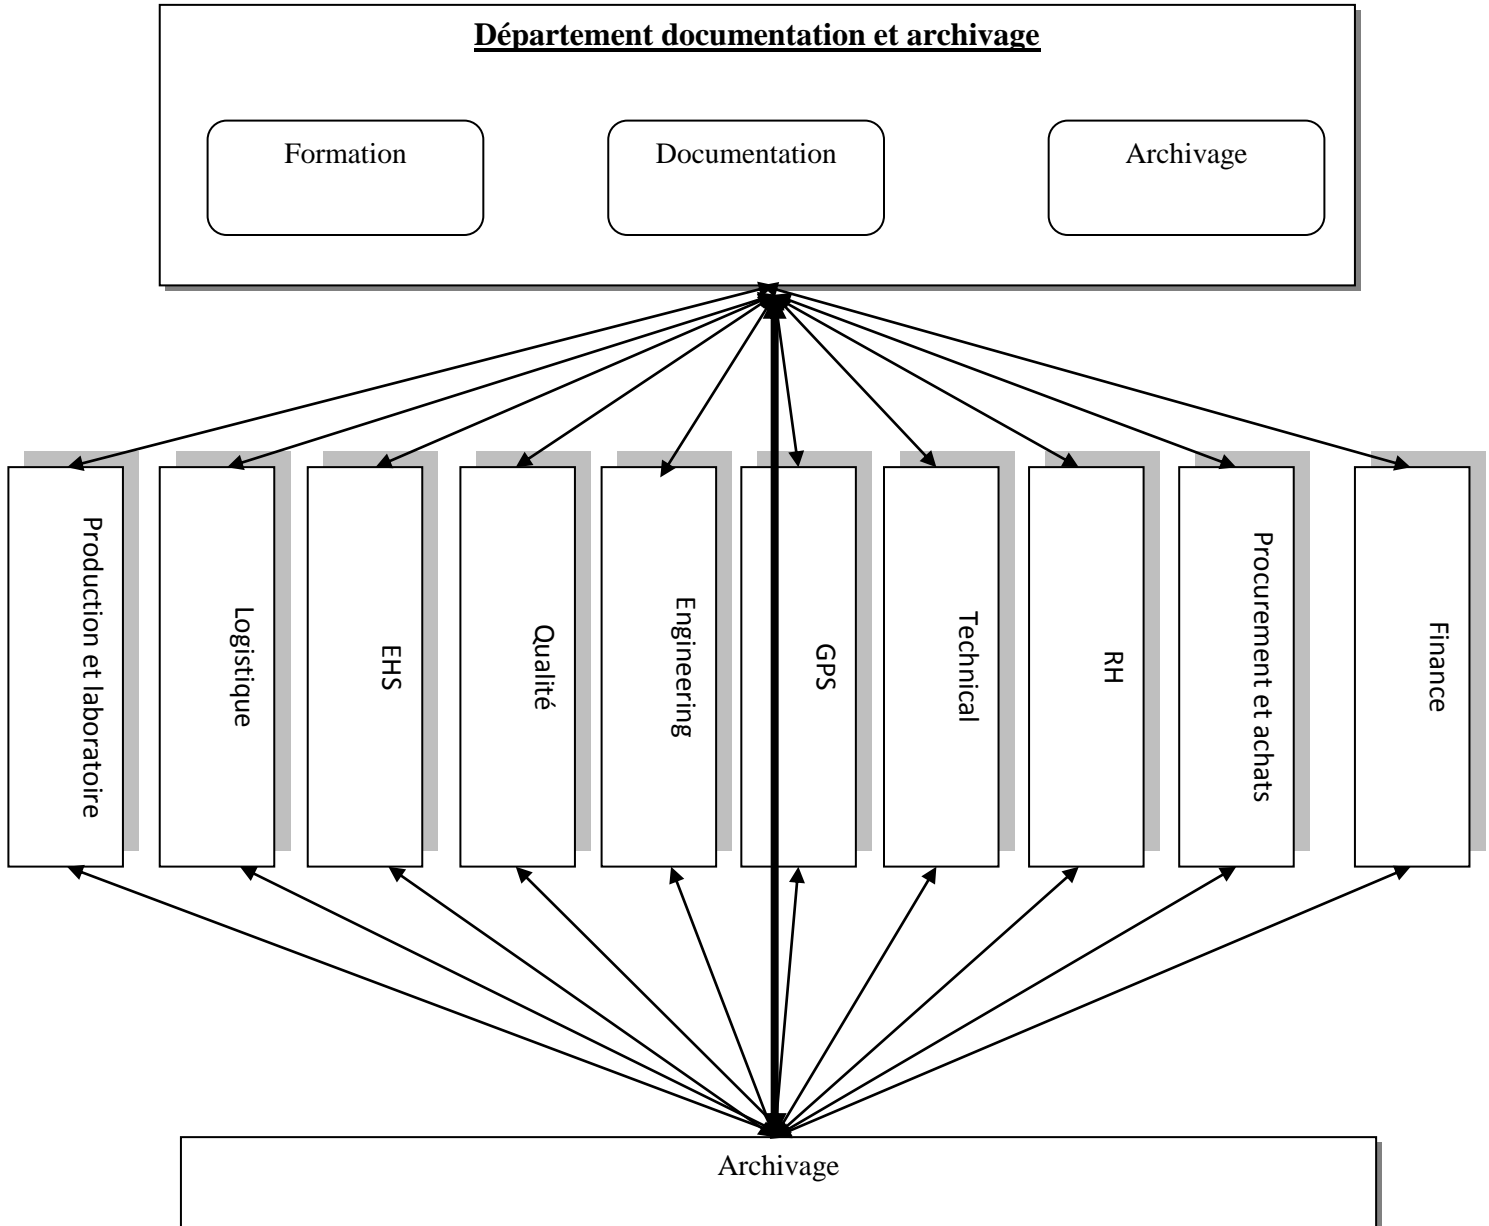 Département documentation et archivage
Formation
Documentation
Archivage
Production et laboratoire
Logistique
EHS
Qualité
Engineering
GPS
Technical
RH
Procurement et achats
Finance
Archivage